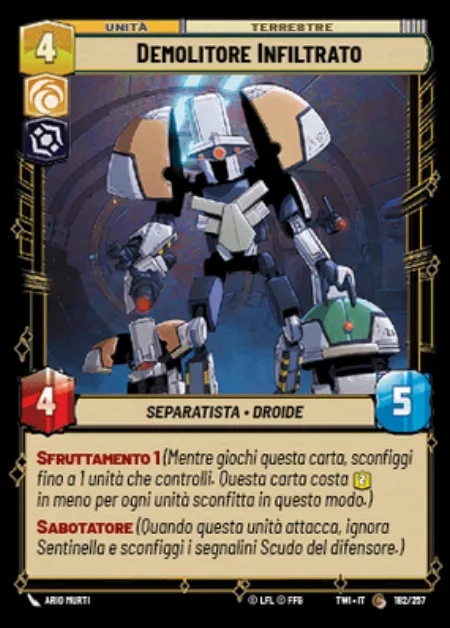 4
UNITÀ
TERRESTRE
DEMOLITORE INFILTRATO
4
SEPARATISTA • DROIDE
5
SFRUTTAMENTO 1 (Mentre giochi questa carta, sconfiggi
fino a 1 unità che controlli. Questa carta costa 2
in meno per ogni unità sconfitta in questo modo.)
SABOTATORE (Quando questa unità attacca, ignora
Sentinella e sconfiggi i segnalini Scudo del difensore.)
ARIO MURTI
© LFL © FFG
TWI • IT
C
182/257